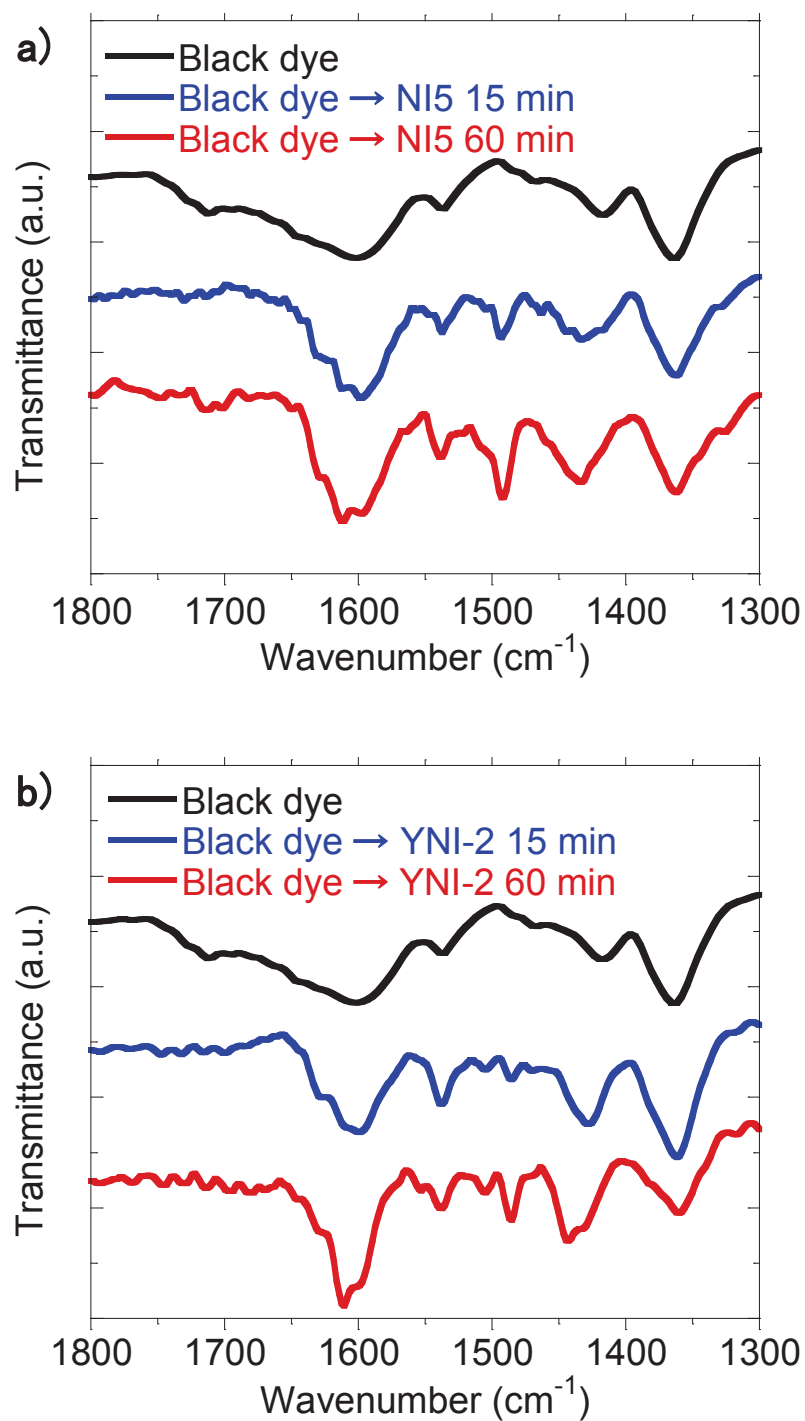 a)
Black dye
Black dye → NI5 15 min
Black dye → NI5 60 min
Transmittance (a.u.)
1800 1700 1600 1500 1400 1300
Wavenumber (cm⁻¹)
b)
Black dye
Black dye → YNI-2 15 min
Black dye → YNI-2 60 min
Transmittance (a.u.)
1800 1700 1600 1500 1400 1300
Wavenumber (cm⁻¹)